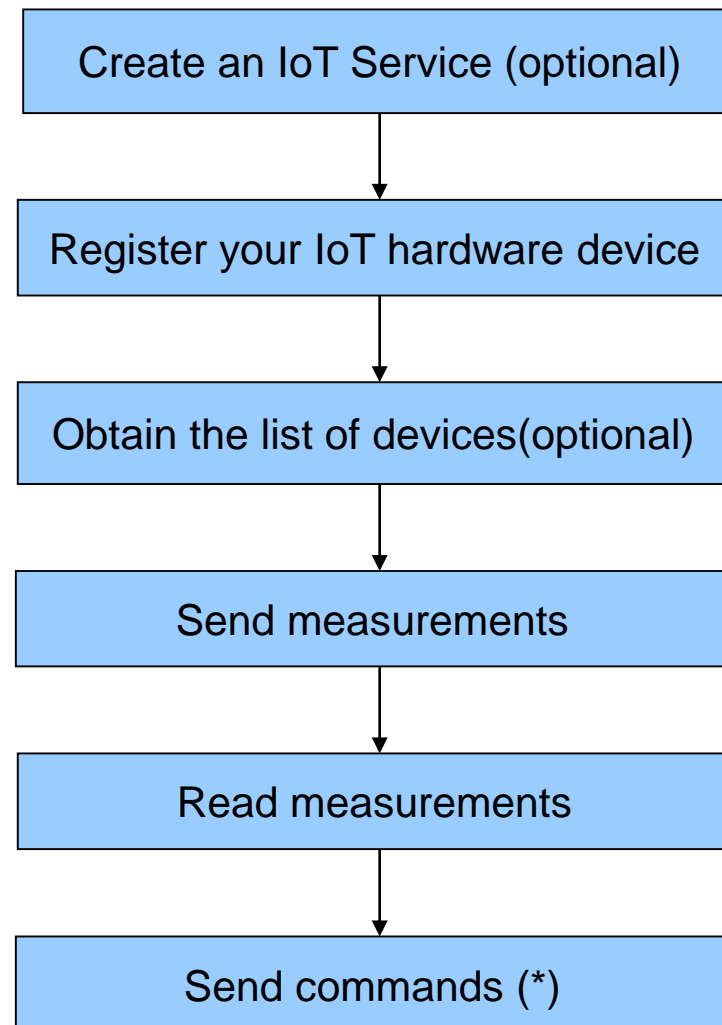 Create an IoT Service (optional)
Register your IoT hardware device
Obtain the list of devices(optional)
Send measurements
Read measurements
Send commands (*)